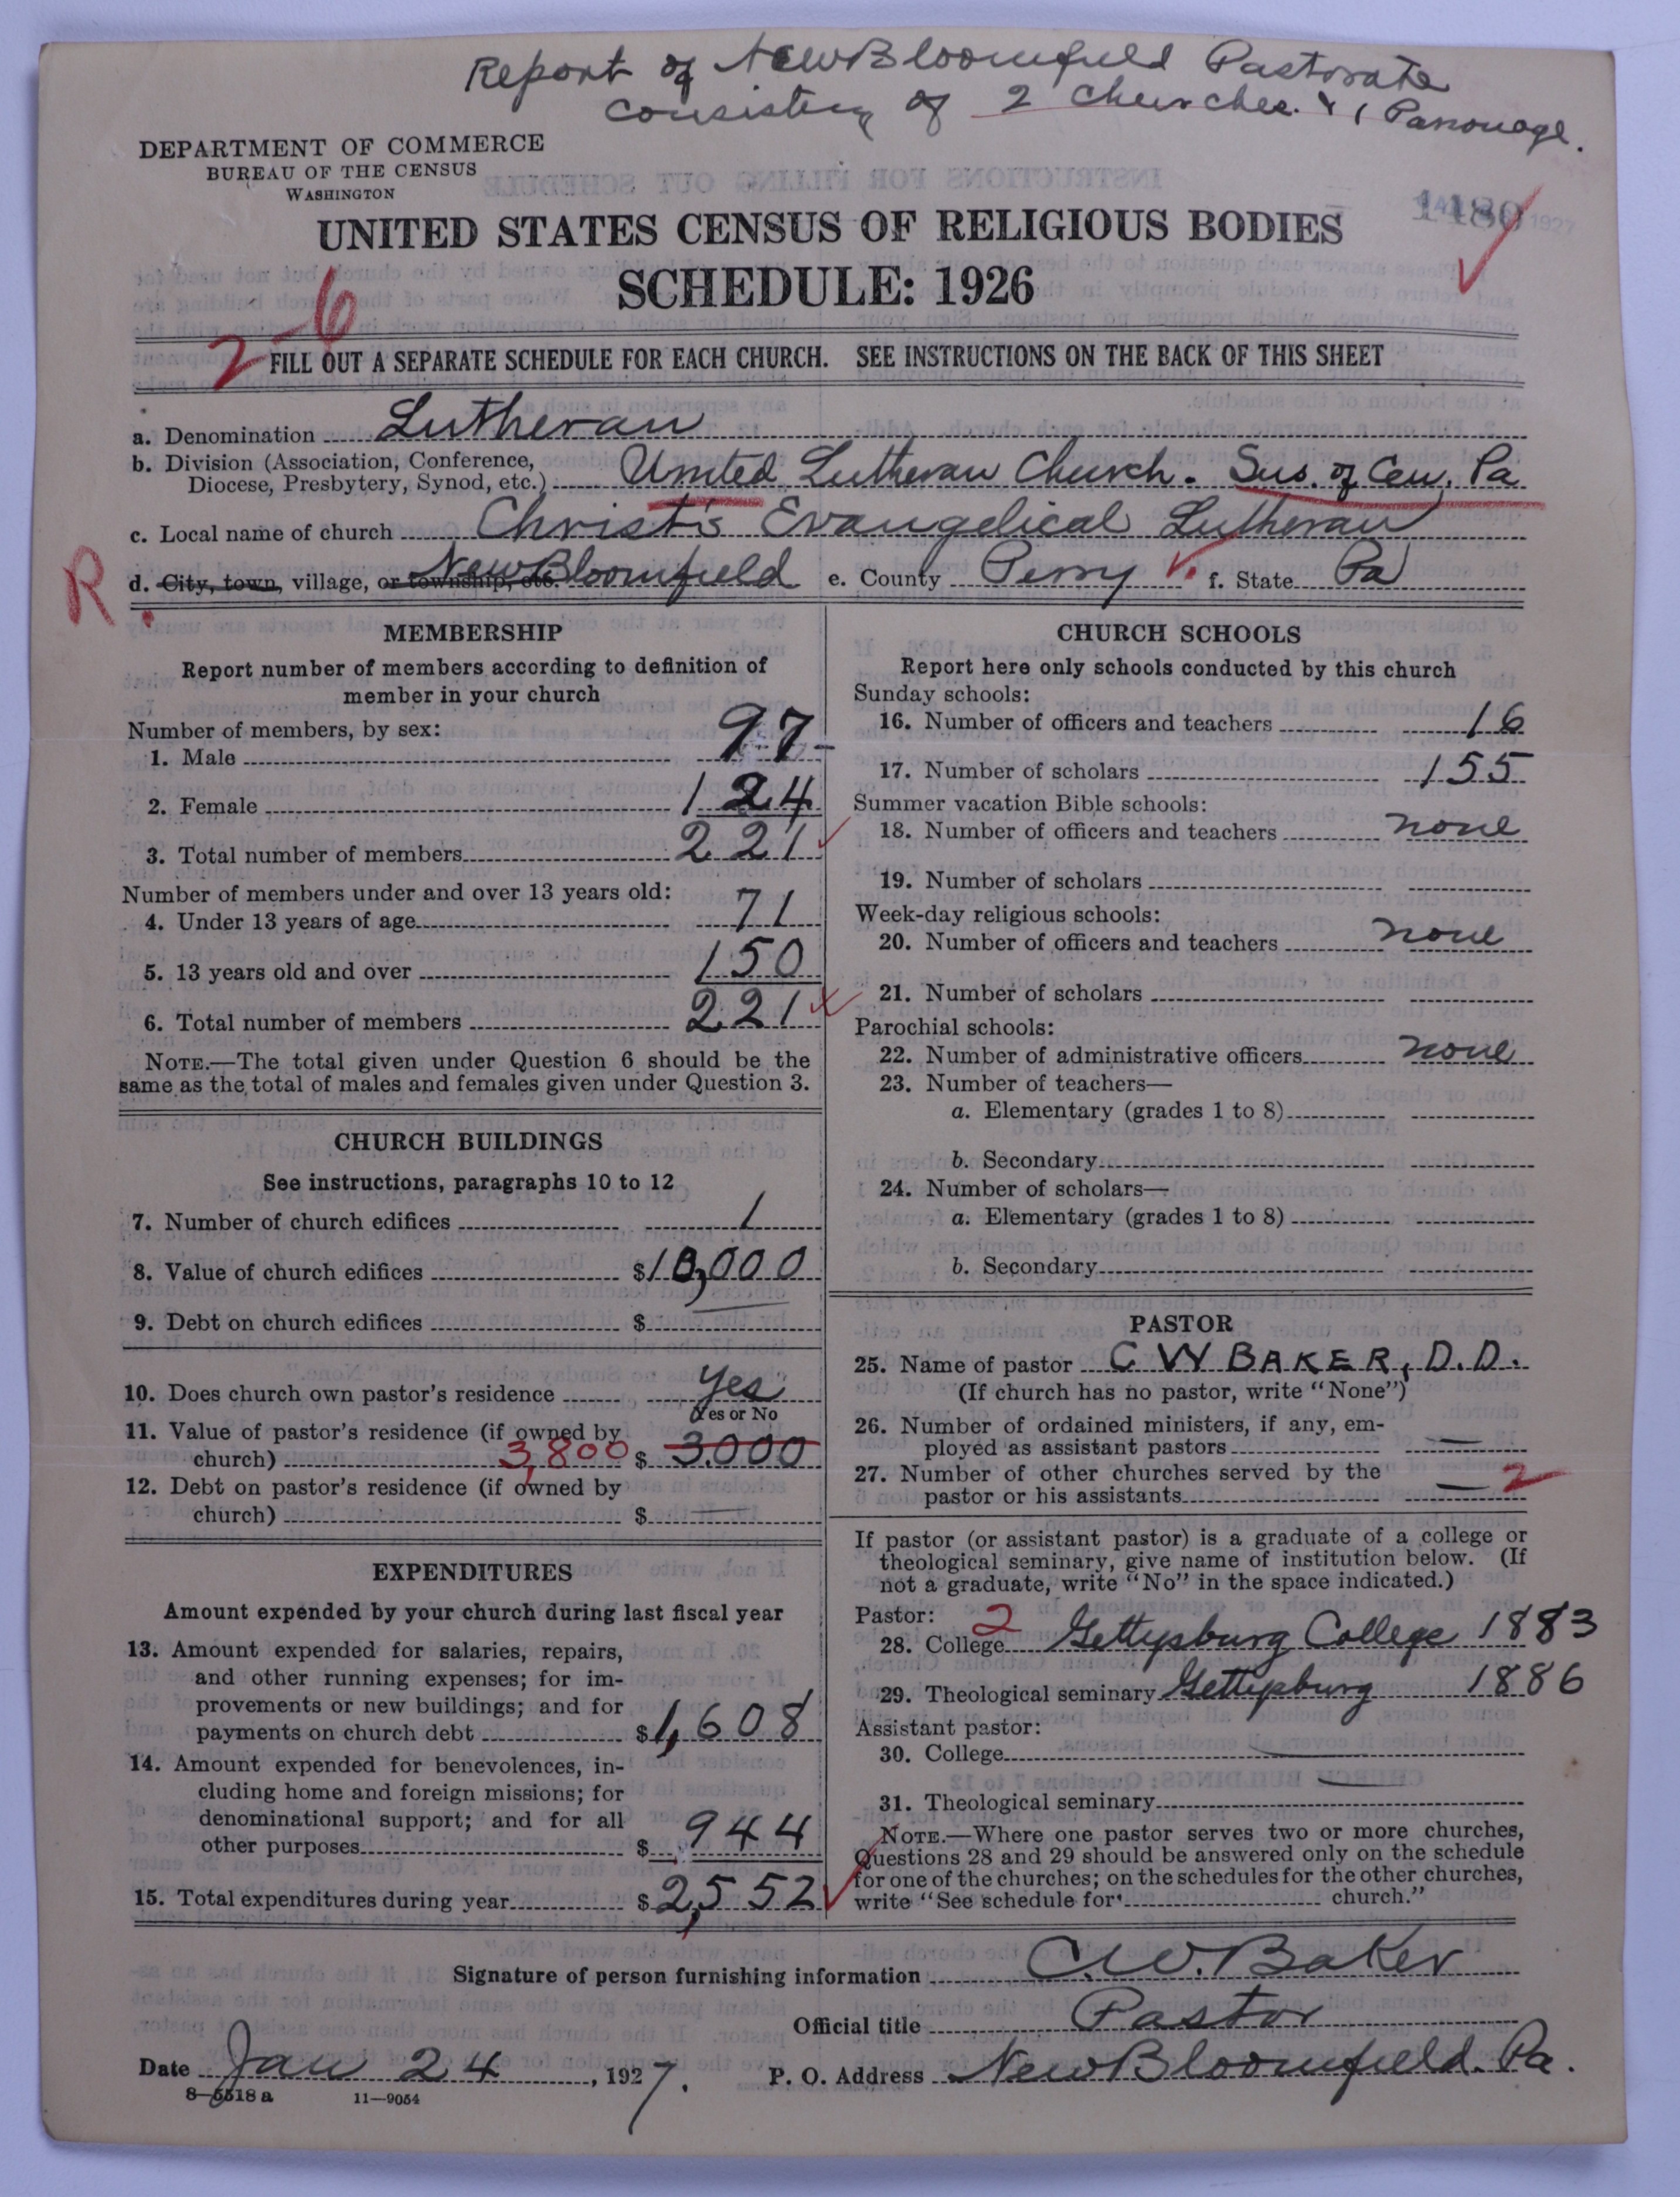 Report of New Bloomfield Pastorate
consisting of 2 churches & 1 Parsonage.
DEPARTMENT OF COMMERCE
BUREAU OF THE CENSUS
WASHINGTON
1480
1927
UNITED STATES CENSUS OF RELIGIOUS BODIES
SCHEDULE: 1926
2-6
FILL OUT A SEPARATE SCHEDULE FOR EACH CHURCH. SEE INSTRUCTIONS ON THE BACK OF THIS SHEET
a. Denomination Lutheran
b. Division (Association, Conference,
Diocese, Presbytery, Synod, etc.) United Lutheran Church. Sus. of Cen. Pa
c. Local name of church Christ's Evangelical Lutheran
R.
d. City, town, village, or township, etc. New Bloomfield e. County Perry f. State Pa
MEMBERSHIP
Report number of members according to definition of
member in your church
Number of members, by sex:
1. Male 97
2. Female 124
3. Total number of members 221
Number of members under and over 13 years old:
4. Under 13 years of age 71
5. 13 years old and over 150
6. Total number of members 221
NOTE.—The total given under Question 6 should be the
same as the total of males and females given under Question 3.
CHURCH BUILDINGS
See instructions, paragraphs 10 to 12
7. Number of church edifices 1
8. Value of church edifices $10,000
9. Debt on church edifices $
10. Does church own pastor's residence Yes
Yes or No
11. Value of pastor's residence (if owned by
church) 3,800 $ 3000
12. Debt on pastor's residence (if owned by
church) $ —
EXPENDITURES
Amount expended by your church during last fiscal year
13. Amount expended for salaries, repairs,
and other running expenses; for im-
provements or new buildings; and for
payments on church debt $1,608
14. Amount expended for benevolences, in-
cluding home and foreign missions; for
denominational support; and for all
other purposes $ 944
15. Total expenditures during year $2,552
CHURCH SCHOOLS
Report here only schools conducted by this church
Sunday schools:
16. Number of officers and teachers 16
17. Number of scholars 155
Summer vacation Bible schools:
18. Number of officers and teachers none
19. Number of scholars
Week-day religious schools:
20. Number of officers and teachers none
21. Number of scholars
Parochial schools:
22. Number of administrative officers none
23. Number of teachers—
a. Elementary (grades 1 to 8)
b. Secondary
24. Number of scholars—
a. Elementary (grades 1 to 8)
b. Secondary
PASTOR
25. Name of pastor C W BAKER, D.D.
(If church has no pastor, write "None")
26. Number of ordained ministers, if any, em-
ployed as assistant pastors —
27. Number of other churches served by the
pastor or his assistants — 2
If pastor (or assistant pastor) is a graduate of a college or
theological seminary, give name of institution below. (If
not a graduate, write "No" in the space indicated.)
Pastor: 2
28. College Gettysburg College 1883
29. Theological seminary Gettysburg 1886
Assistant pastor:
30. College —
31. Theological seminary —
NOTE.—Where one pastor serves two or more churches,
Questions 28 and 29 should be answered only on the schedule
for one of the churches; on the schedules for the other churches,
write "See schedule for church."
Signature of person furnishing information C. W. Baker
Official title Pastor
Date Jan 24, 1927. P. O. Address New Bloomfield. Pa.
8—5518 a 11—9054